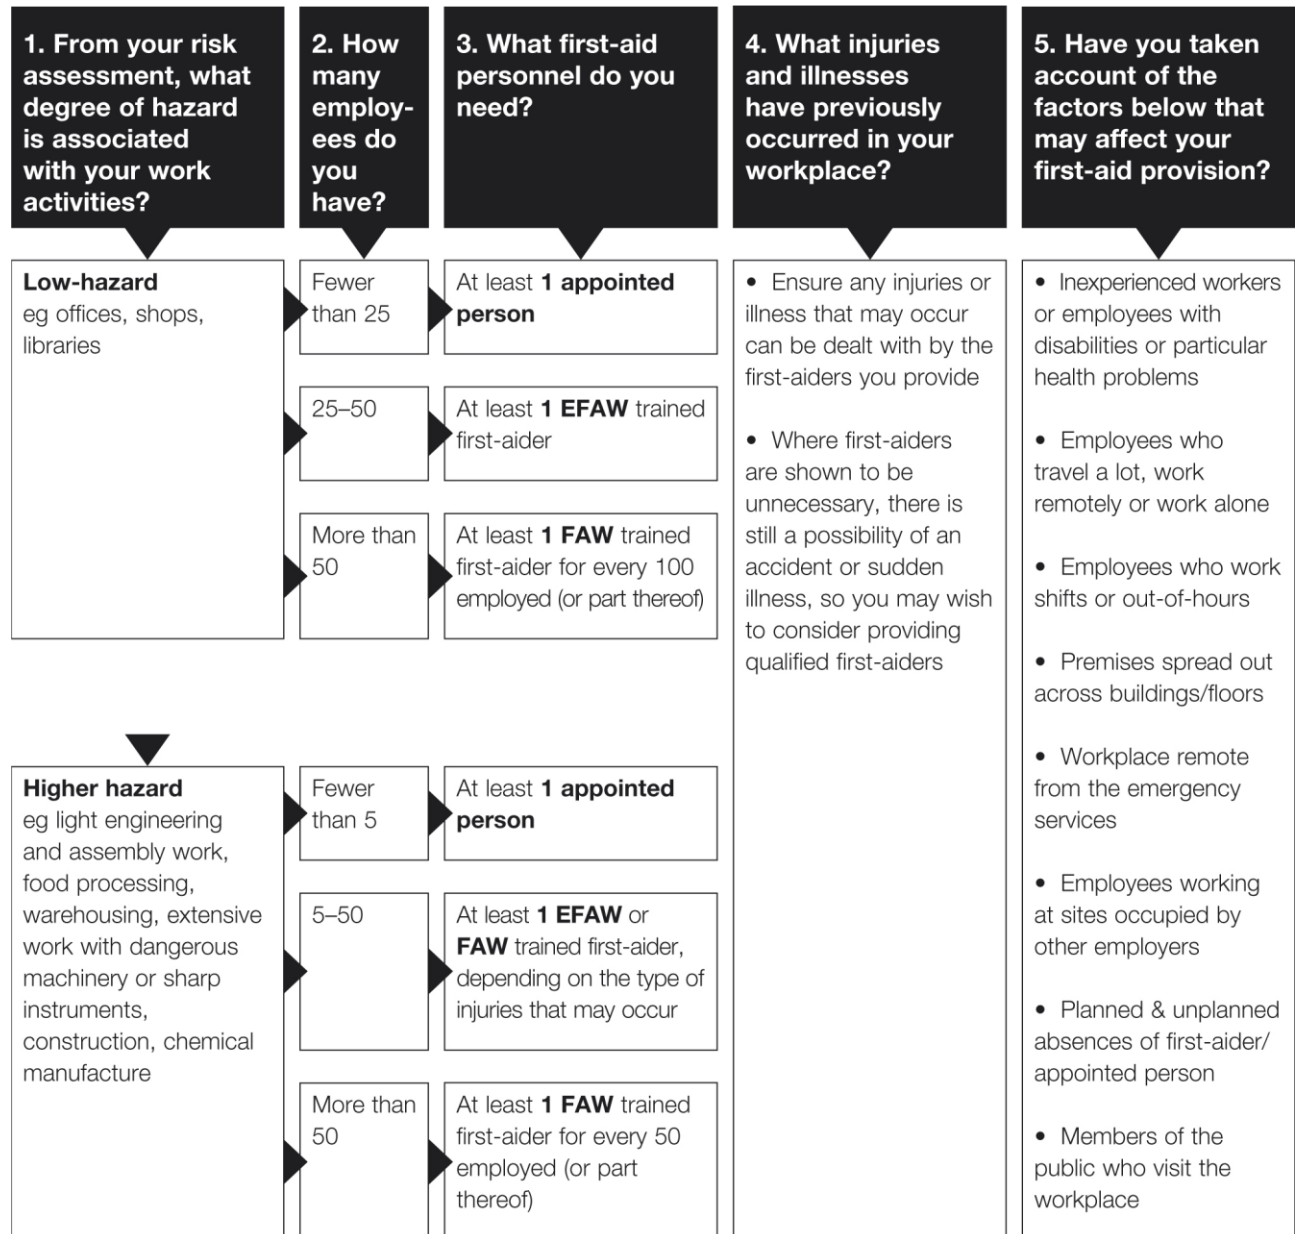 1. From your risk
assessment, what
degree of hazard
is associated
with your work
activities?
2. How
many
employ-
ees do
you
have?
3. What first-aid
personnel do you
need?
4. What injuries
and illnesses
have previously
occurred in your
workplace?
5. Have you taken
account of the
factors below that
may affect your
first-aid provision?
Low-hazard
eg offices, shops,
libraries
Fewer
than 25
At least 1 appointed
person
25–50
At least 1 EFAW trained
first-aider
More than
50
At least 1 FAW trained
first-aider for every 100
employed (or part thereof)
Higher hazard
eg light engineering
and assembly work,
food processing,
warehousing, extensive
work with dangerous
machinery or sharp
instruments,
construction, chemical
manufacture
Fewer
than 5
At least 1 appointed
person
5–50
At least 1 EFAW or
FAW trained first-aider,
depending on the type of
injuries that may occur
More than
50
At least 1 FAW trained
first-aider for every 50
employed (or part
thereof)
• Ensure any injuries or
illness that may occur
can be dealt with by the
first-aiders you provide
• Where first-aiders
are shown to be
unnecessary, there is
still a possibility of an
accident or sudden
illness, so you may wish
to consider providing
qualified first-aiders
• Inexperienced workers
or employees with
disabilities or particular
health problems
• Employees who
travel a lot, work
remotely or work alone
• Employees who work
shifts or out-of-hours
• Premises spread out
across buildings/floors
• Workplace remote
from the emergency
services
• Employees working
at sites occupied by
other employers
• Planned & unplanned
absences of first-aider/
appointed person
• Members of the
public who visit the
workplace